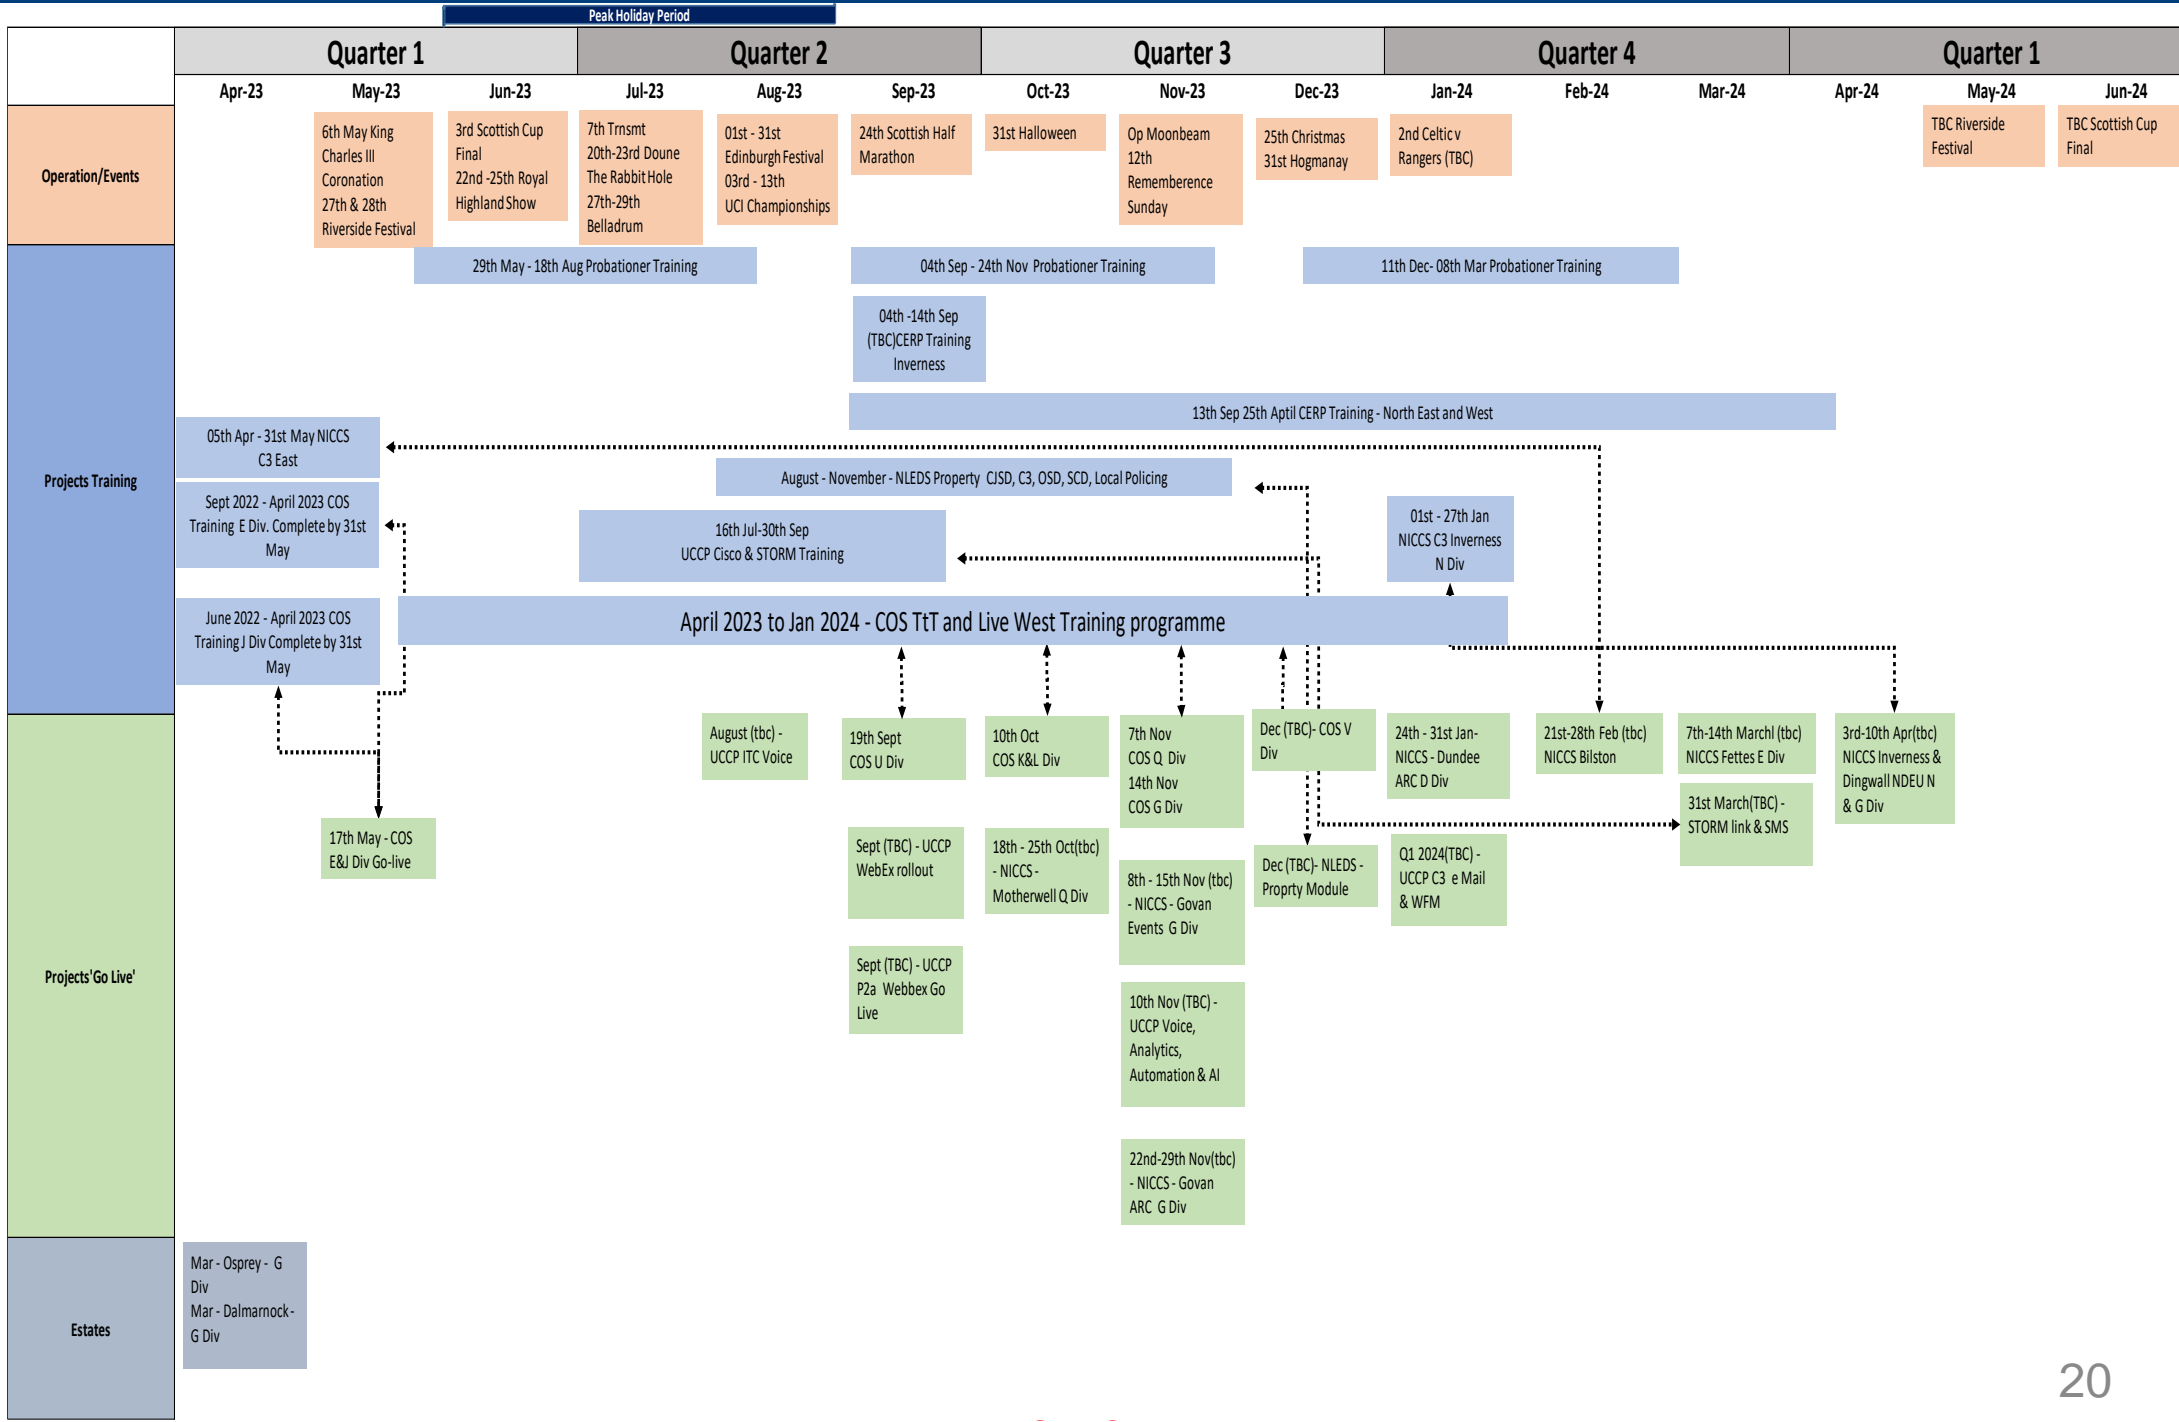 Peak Holiday Period
Quarter 1
Quarter 2
Quarter 3
Quarter 4
Quarter 1
Apr-23
May-23
Jun-23
Jul-23
Aug-23
Sep-23
Oct-23
Nov-23
Dec-23
Jan-24
Feb-24
Mar-24
Apr-24
May-24
Jun-24
Operation/Events
6th May King
Charles III
Coronation
27th & 28th
Riverside Festival
3rd Scottish Cup
Final
22nd -25th Royal
Highland Show
7th Trnsmt
20th-23rd Doune
The Rabbit Hole
27th-29th
Belladrum
01st - 31st
Edinburgh Festival
03rd - 13th
UCI Championships
24th Scottish Half
Marathon
31st Halloween
Op Moonbeam
12th
Rememberence
Sunday
25th Christmas
31st Hogmanay
2nd Celtic v
Rangers (TBC)
TBC Riverside
Festival
TBC Scottish Cup
Final
Projects Training
29th May - 18th Aug Probationer Training
04th Sep - 24th Nov Probationer Training
11th Dec- 08th Mar Probationer Training
04th -14th Sep
(TBC)CERP Training
Inverness
13th Sep 25th Aptil CERP Training - North East and West
05th Apr - 31st May NICCS
C3 East
August - November - NLEDS Property CJSD, C3, OSD, SCD, Local Policing
Sept 2022 - April 2023 COS
Training E Div. Complete by 31st
May
16th Jul-30th Sep
UCCP Cisco & STORM Training
01st - 27th Jan
NICCS C3 Inverness
N Div
June 2022 - April 2023 COS
Training J Div Complete by 31st
May
April 2023 to Jan 2024 - COS TtT and Live West Training programme
Projects'Go Live'
17th May - COS
E&J Div Go-live
August (tbc) -
UCCP ITC Voice
19th Sept
COS U Div
Sept (TBC) - UCCP
WebEx rollout
Sept (TBC) - UCCP
P2a Webbex Go
Live
10th Oct
COS K&L Div
18th - 25th Oct(tbc)
- NICCS -
Motherwell Q Div
7th Nov
COS Q Div
14th Nov
COS G Div
8th - 15th Nov (tbc)
- NICCS - Govan
Events G Div
10th Nov (TBC) -
UCCP Voice,
Analytics,
Automation & AI
22nd-29th Nov(tbc)
- NICCS - Govan
ARC G Div
Dec (TBC)- COS V
Div
Dec (TBC)- NLEDS -
Proprty Module
24th - 31st Jan-
NICCS - Dundee
ARC D Div
Q1 2024(TBC) -
UCCP C3 e Mail
& WFM
21st-28th Feb (tbc)
NICCS Bilston
7th-14th Marchl (tbc)
NICCS Fettes E Div
31st March(TBC) -
STORM link & SMS
3rd-10th Apr(tbc)
NICCS Inverness &
Dingwall NDEU N
& G Div
Estates
Mar - Osprey - G
Div
Mar - Dalmarnock -
G Div
20